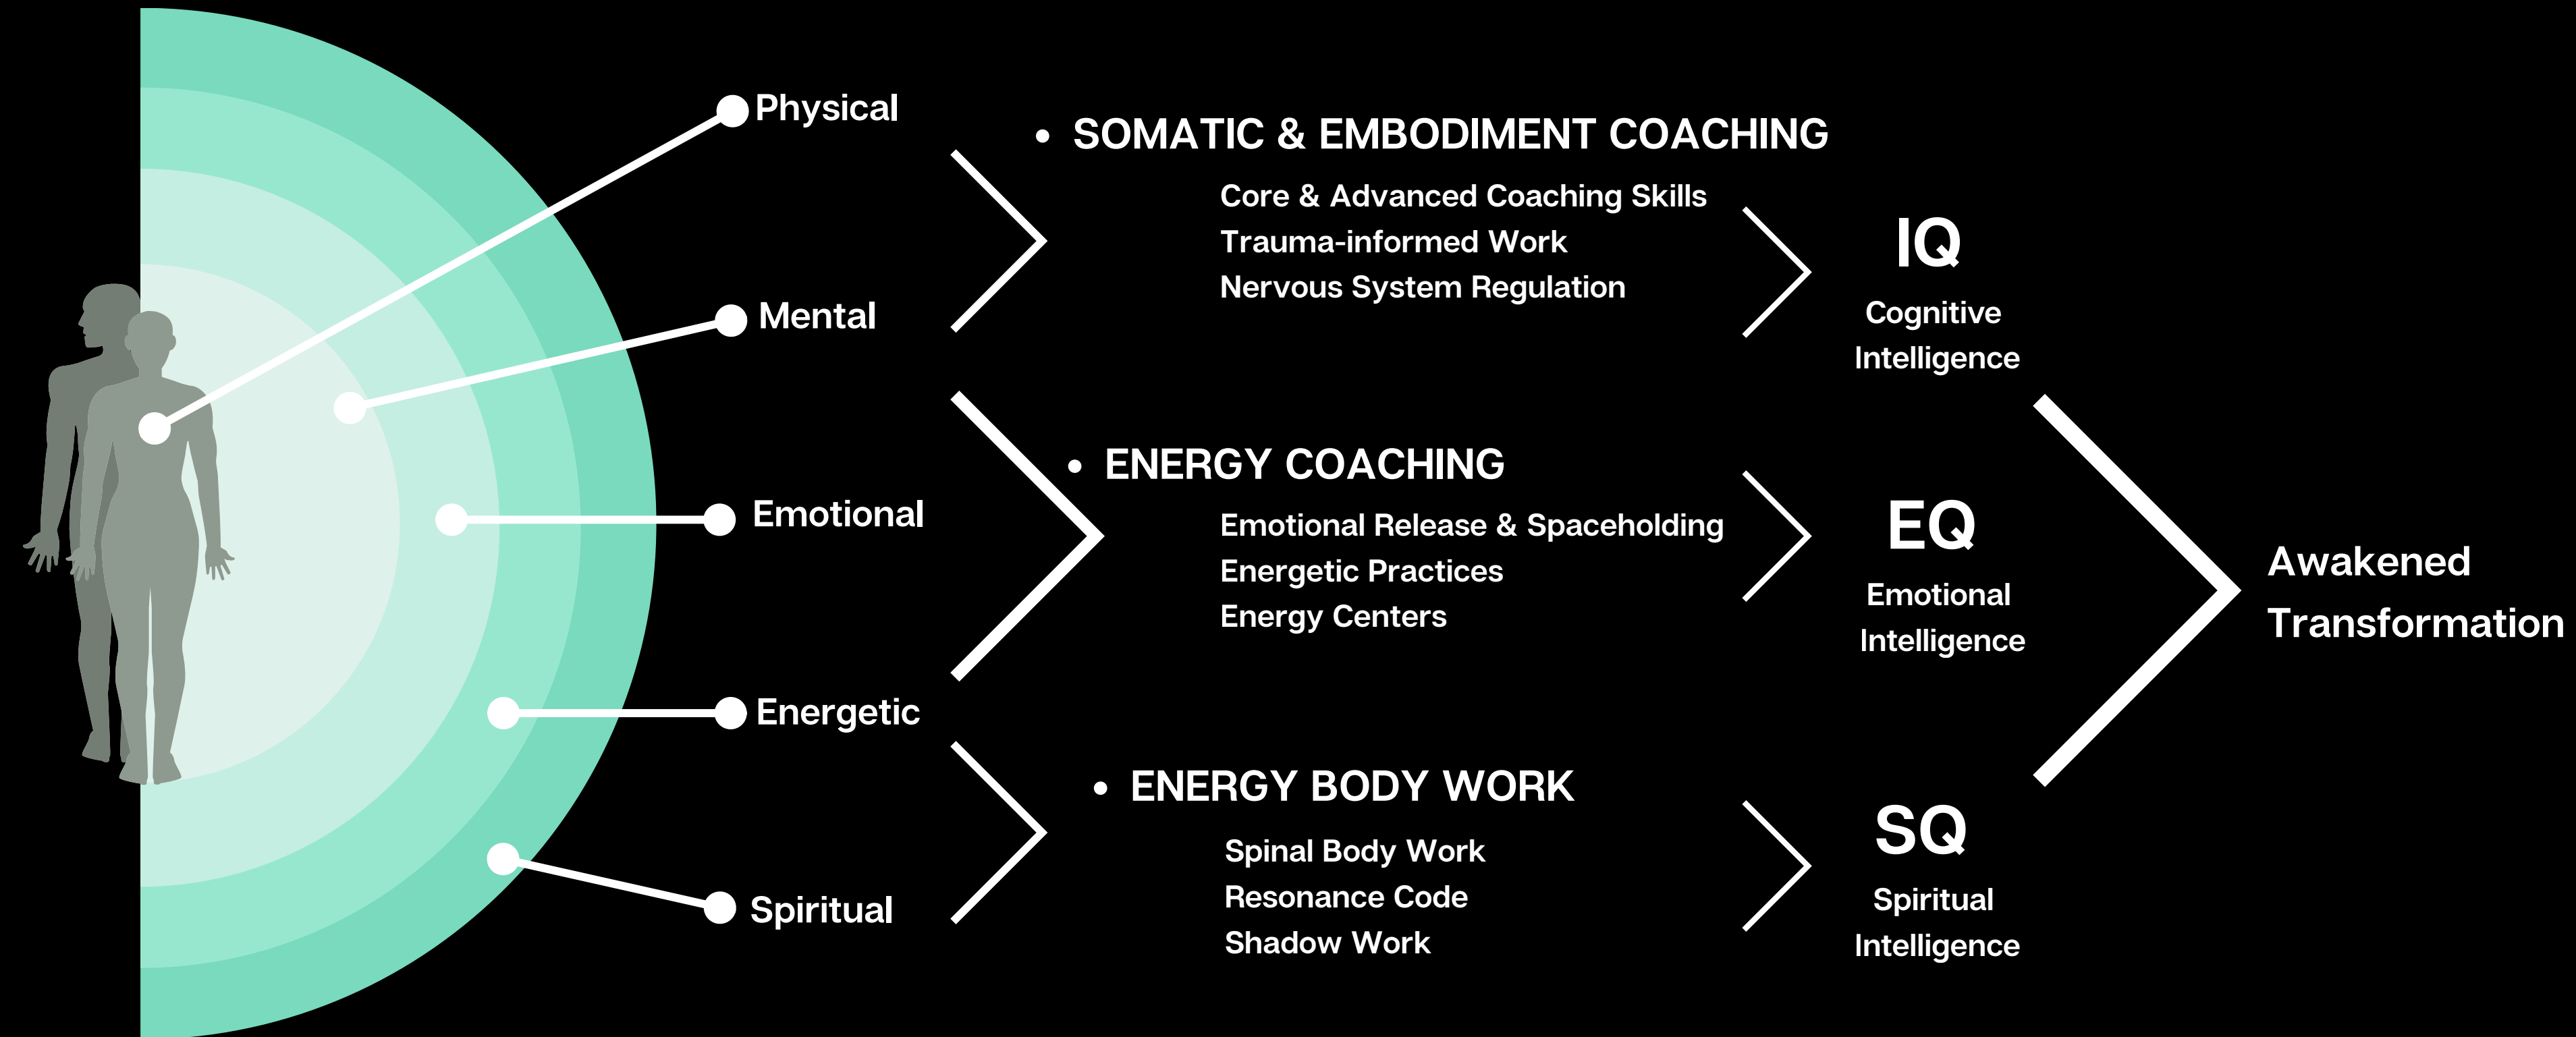 Physical
Mental
Emotional
Energetic
Spiritual
• SOMATIC & EMBODIMENT COACHING
Core & Advanced Coaching Skills
Trauma-informed Work
Nervous System Regulation
• ENERGY COACHING
Emotional Release & Spaceholding
Energetic Practices
Energy Centers
• ENERGY BODY WORK
Spinal Body Work
Resonance Code
Shadow Work
IQ
Cognitive
Intelligence
EQ
Emotional
Intelligence
SQ
Spiritual
Intelligence
Awakened
Transformation